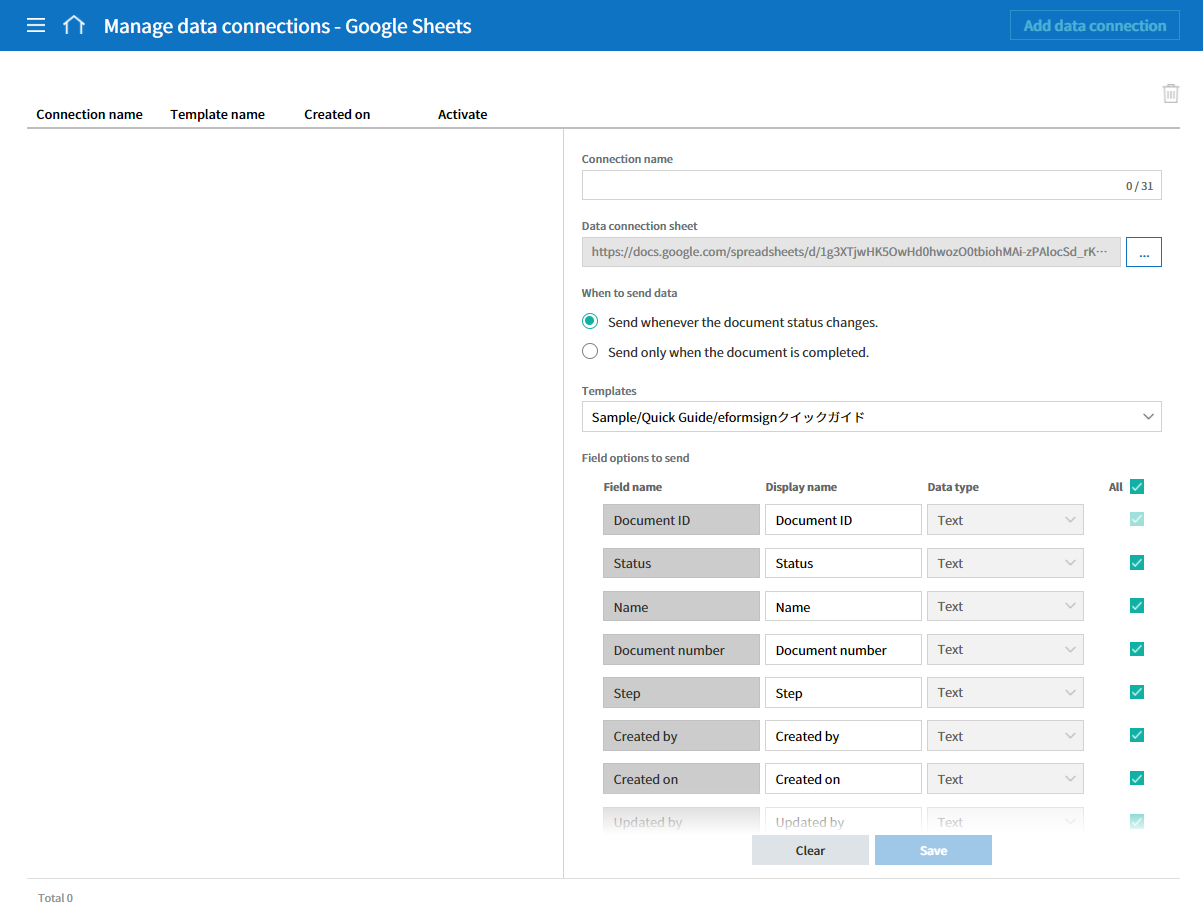 Manage data connections - Google Sheets
Add data connection
Connection name Template name Created on Activate
Connection name
0 / 31
Data connection sheet
https://docs.google.com/spreadsheets/d/1g3XTjwHK5OwHd0hwozO0tbiohMAi-zPAlocSd_rK⋯
...
When to send data
Send whenever the document status changes.
Send only when the document is completed.
Templates
Sample/Quick Guide/eformsignクイックガイド
Field options to send
Field name Display name Data type All
Document ID Document ID Text
Status Status Text
Name Name Text
Document number Document number Text
Step Step Text
Created by Created by Text
Created on Created on Text
Updated by Updated by Text
Clear Save
Total 0